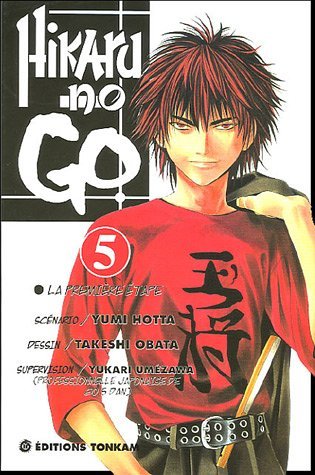 HIKARU
no
GO
5
LA PREMIÈRE ÉTAPE
SCÉNARIO / YUMI HOTTA
DESSIN / TAKESHI OBATA
SUPERVISION / YUKARI UMEZAWA
(PROFESSIONNELLE JAPONAISE DE
GO 5 DAN)
玉将
ÉDITIONS TONKAM